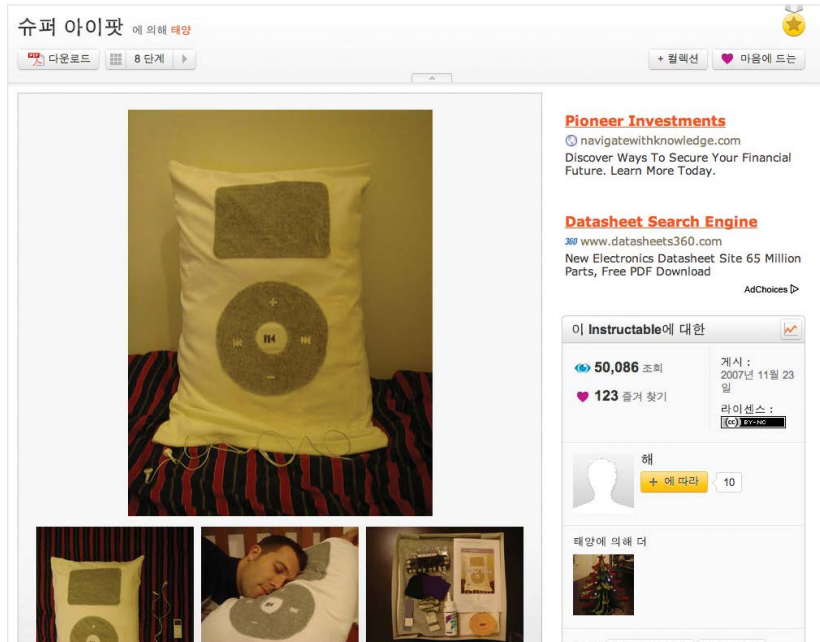 슈퍼 아이팟 에 의해 태양
다운로드
8 단계
+ 컬렉션
마음에 드는
Pioneer Investments
navigatewithknowledge.com
Discover Ways To Secure Your Financial
Future. Learn More Today.
Datasheet Search Engine
360 www.datasheets360.com
New Electronics Datasheet Site 65 Million
Parts, Free PDF Download
AdChoices
이 Instructable에 대한
50,086 조회
123 즐겨 찾기
게시 :
2007년 11월 23
일
라이센스 :
(cc) BY-NC
해
+ 에 따라
10
태양에 의해 더